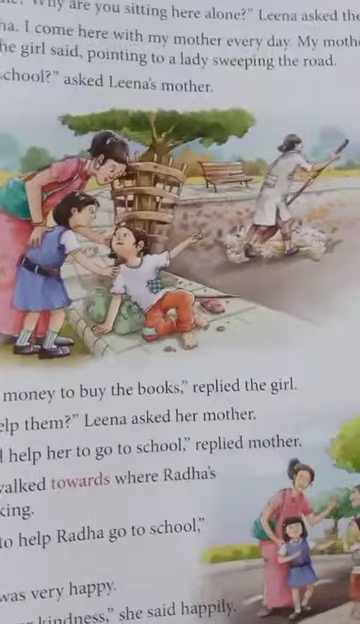 Why are you sitting here alone?" Leena asked the
ha. I come here with my mother every day. My moth
he girl said, pointing to a lady sweeping the road.
school?" asked Leena's mother.
money to buy the books," replied the girl.
elp them?" Leena asked her mother.
l help her to go to school," replied mother.
walked towards where Radha's
king.
to help Radha go to school,"
was very happy.
kindness," she said happily.